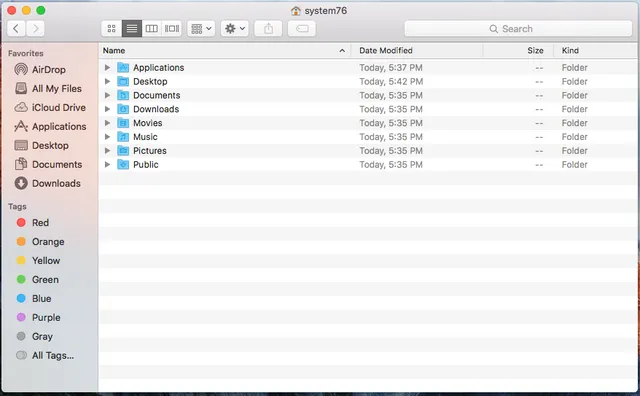 system76
Search
Favorites
AirDrop
All My Files
iCloud Drive
Applications
Desktop
Documents
Downloads
Tags
Red
Orange
Yellow
Green
Blue
Purple
Gray
All Tags...
Name Date Modified Size Kind
Applications Today, 5:37 PM -- Folder
Desktop Today, 5:42 PM -- Folder
Documents Today, 5:35 PM -- Folder
Downloads Today, 5:35 PM -- Folder
Movies Today, 5:35 PM -- Folder
Music Today, 5:35 PM -- Folder
Pictures Today, 5:35 PM -- Folder
Public Today, 5:35 PM -- Folder